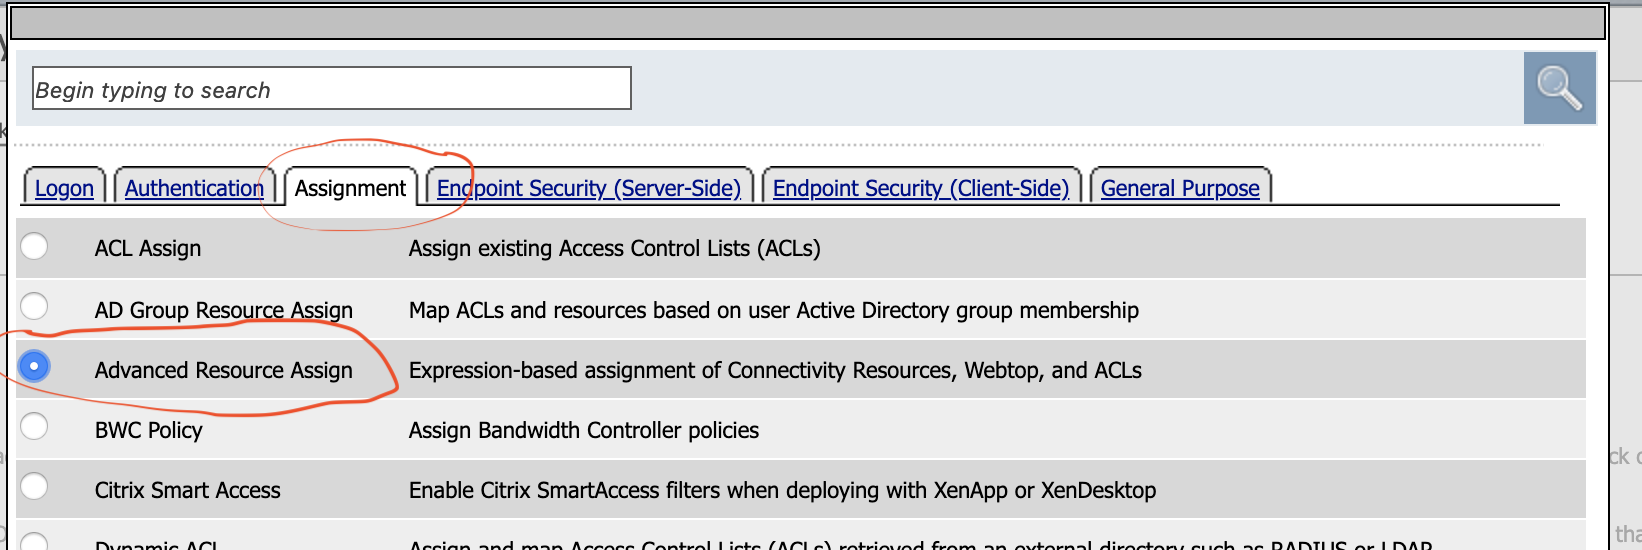 Begin typing to search
Logon Authentication Assignment Endpoint Security (Server-Side) Endpoint Security (Client-Side) General Purpose
ACL Assign Assign existing Access Control Lists (ACLs)
AD Group Resource Assign Map ACLs and resources based on user Active Directory group membership
Advanced Resource Assign Expression-based assignment of Connectivity Resources, Webtop, and ACLs
BWC Policy Assign Bandwidth Controller policies
Citrix Smart Access Enable Citrix SmartAccess filters when deploying with XenApp or XenDesktop
Dynamic ACL Assign and map Access Control Lists (ACLs) retrieved from an external directory such as RADIUS or LDAP